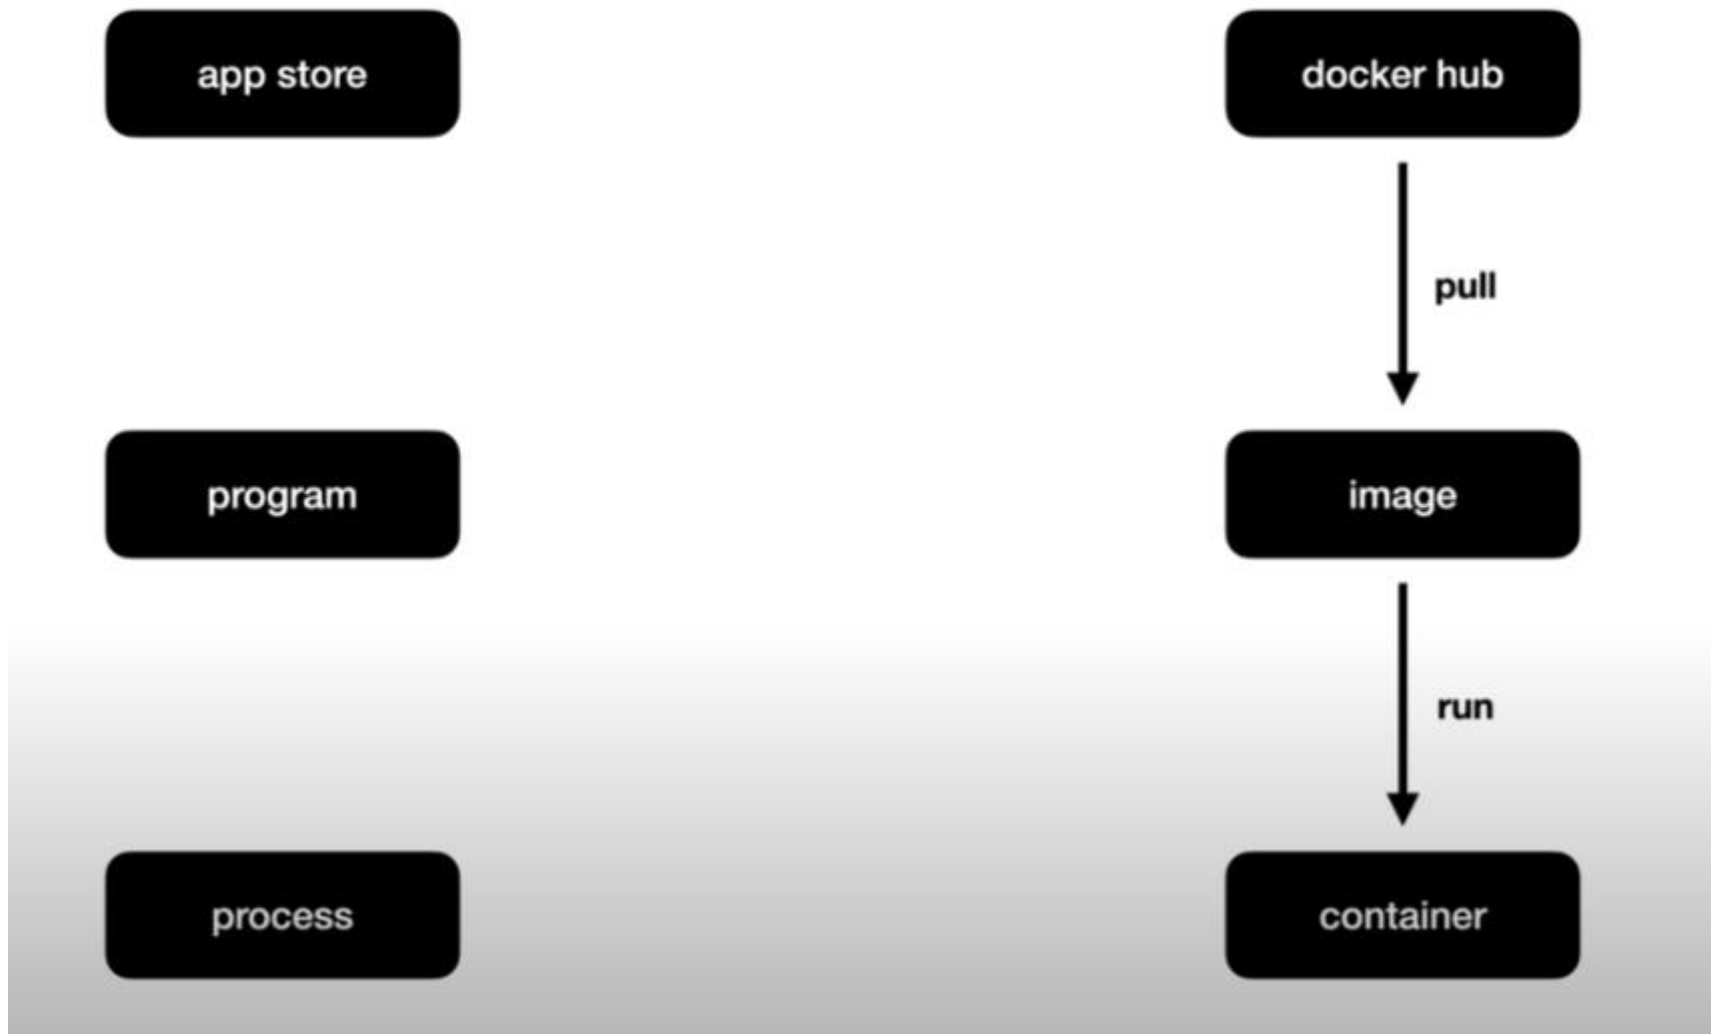 app store
docker hub
pull
program
image
run
process
container